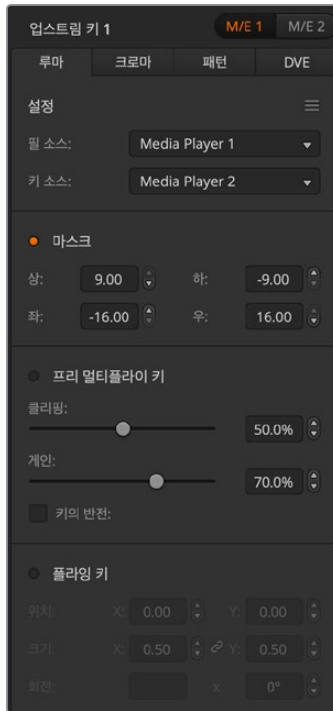 업스트림 키 1 M/E 1 M/E 2
루마 크로마 패턴 DVE
설정
필 소스: Media Player 1
키 소스: Media Player 2
마스크
상: 9.00 하: -9.00
좌: -16.00 우: 16.00
프리 멀티플라이 키
클리핑:
50.0%
게인:
70.0%
키의 반전:
플라잉 키
위치: X: 0.00 Y: 0.00
크기: X: 0.50 Y: 0.50
회전: x 0°